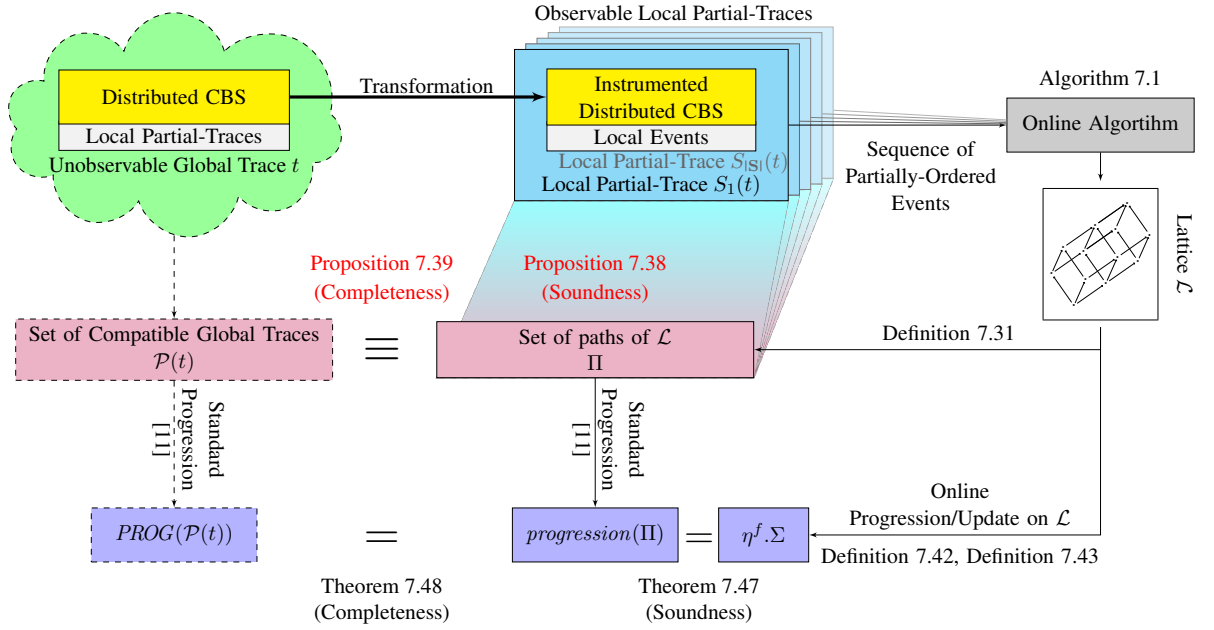 Observable Local Partial-Traces
Distributed CBS
Local Partial-Traces
Unobservable Global Trace t
Transformation
Instrumented
Distributed CBS
Local Events
Local Partial-Trace S|S|(t)
Local Partial-Trace S1(t)
Algorithm 7.1
Online Algortihm
Sequence of
Partially-Ordered
Events
Lattice ℒ
Proposition 7.39
(Completeness)
Proposition 7.38
(Soundness)
Set of Compatible Global Traces
𝒫(t)
≡
Set of paths of ℒ
Π
Definition 7.31
Standard
Progression
[11]
Standard
Progression
[11]
PROG(𝒫(t))
=
progression(Π)
=
η^f.Σ
Online
Progression/Update on ℒ
Definition 7.42, Definition 7.43
Theorem 7.48
(Completeness)
Theorem 7.47
(Soundness)